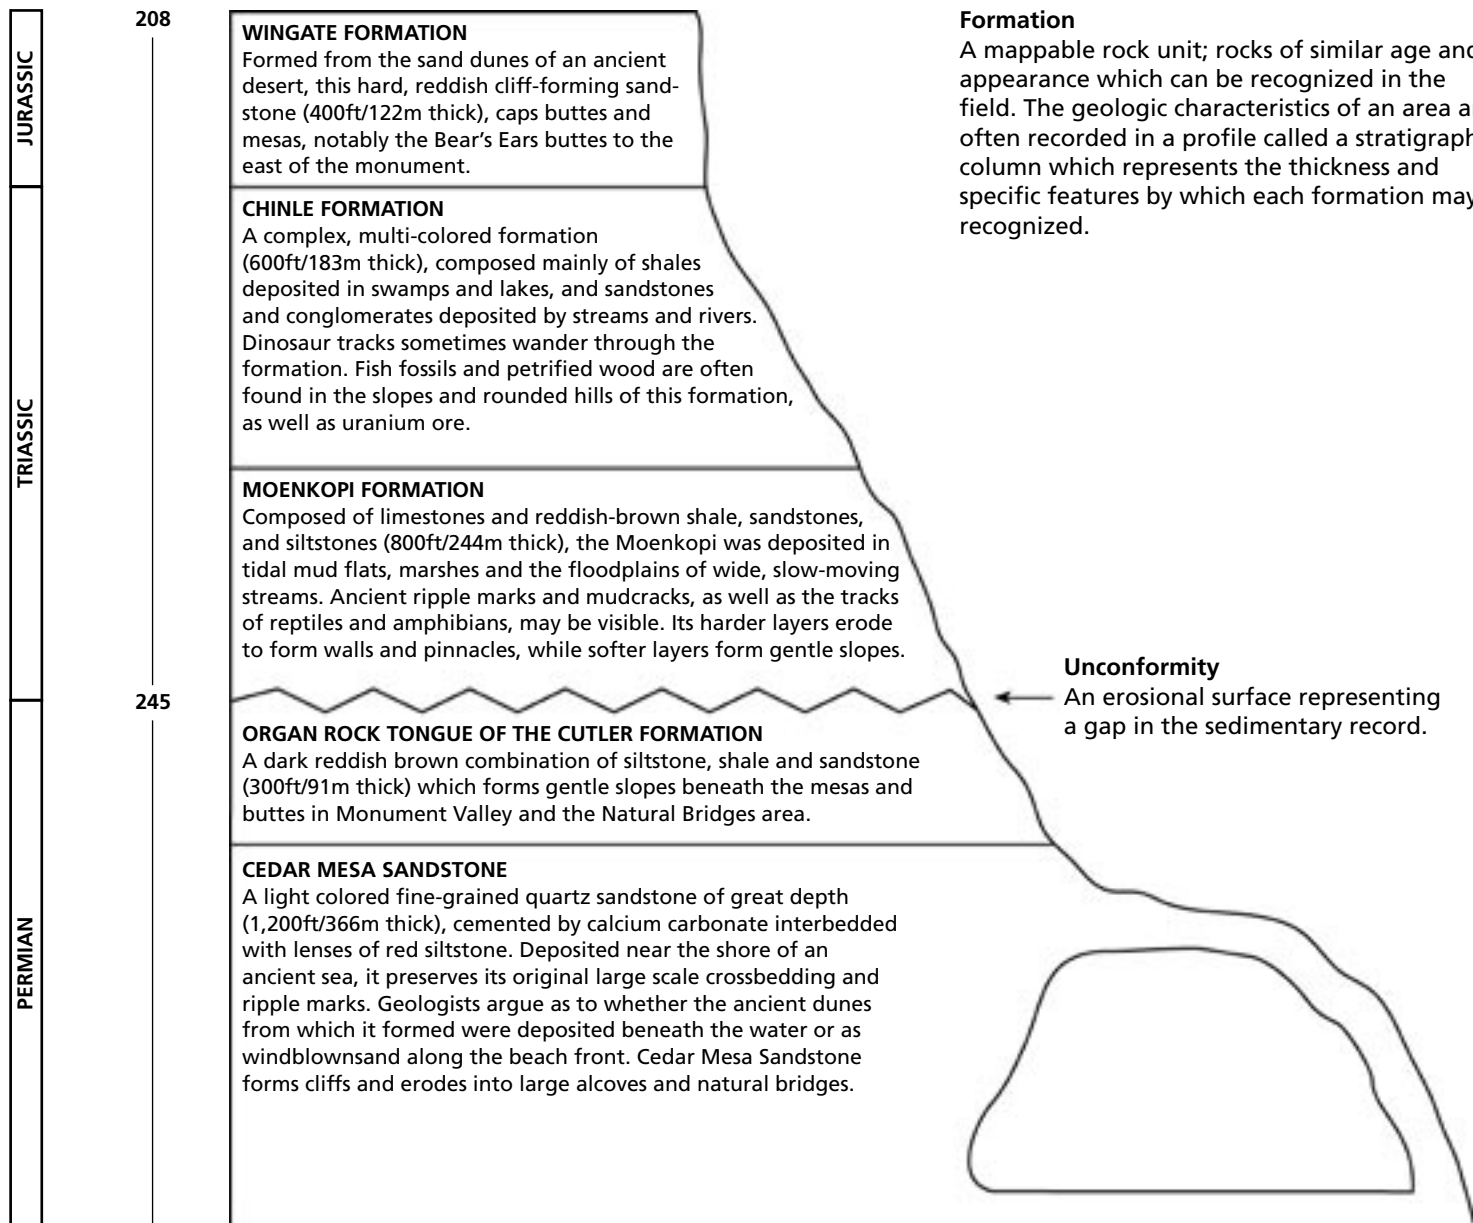 JURASSIC
TRIASSIC
PERMIAN
208
245
WINGATE FORMATION
Formed from the sand dunes of an ancient
desert, this hard, reddish cliff-forming sand-
stone (400ft/122m thick), caps buttes and
mesas, notably the Bear's Ears buttes to the
east of the monument.
CHINLE FORMATION
A complex, multi-colored formation
(600ft/183m thick), composed mainly of shales
deposited in swamps and lakes, and sandstones
and conglomerates deposited by streams and rivers.
Dinosaur tracks sometimes wander through the
formation. Fish fossils and petrified wood are often
found in the slopes and rounded hills of this formation,
as well as uranium ore.
MOENKOPI FORMATION
Composed of limestones and reddish-brown shale, sandstones,
and siltstones (800ft/244m thick), the Moenkopi was deposited in
tidal mud flats, marshes and the floodplains of wide, slow-moving
streams. Ancient ripple marks and mudcracks, as well as the tracks
of reptiles and amphibians, may be visible. Its harder layers erode
to form walls and pinnacles, while softer layers form gentle slopes.
ORGAN ROCK TONGUE OF THE CUTLER FORMATION
A dark reddish brown combination of siltstone, shale and sandstone
(300ft/91m thick) which forms gentle slopes beneath the mesas and
buttes in Monument Valley and the Natural Bridges area.
CEDAR MESA SANDSTONE
A light colored fine-grained quartz sandstone of great depth
(1,200ft/366m thick), cemented by calcium carbonate interbedded
with lenses of red siltstone. Deposited near the shore of an
ancient sea, it preserves its original large scale crossbedding and
ripple marks. Geologists argue as to whether the ancient dunes
from which it formed were deposited beneath the water or as
windblownsand along the beach front. Cedar Mesa Sandstone
forms cliffs and erodes into large alcoves and natural bridges.
Formation
A mappable rock unit; rocks of similar age and
appearance which can be recognized in the
field. The geologic characteristics of an area
often recorded in a profile called a
column which represents the thickness and
specific features by which each formation may
recognized.
Unconformity
An erosional surface representing
a gap in the sedimentary record.